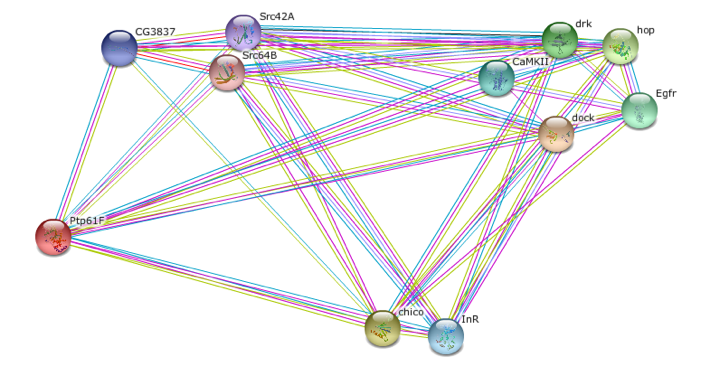 Src42A
CG3837
drk
hop
Src64B
CaMKII
Egfr
dock
Ptp61F
chico
InR